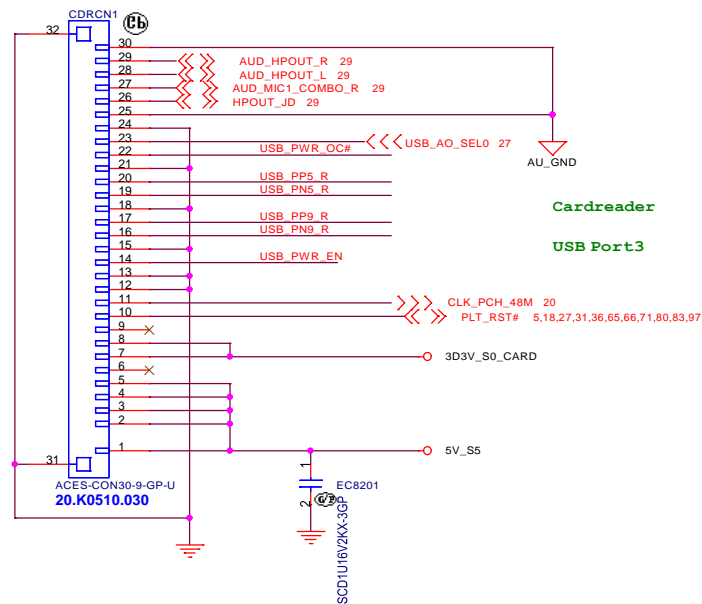 CDRCN1
32
30
29 AUD_HPOUT_R 29
28 AUD_HPOUT_L 29
27 AUD_MIC1_COMBO_R 29
26 HPOUT_JD 29
25
24
23 USB_AO_SEL0 27
22 USB_PWR_OC#
AU_GND
21
20 USB_PP5_R
19 USB_PN5_R
18
Cardreader
17 USB_PP9_R
16 USB_PN9_R
15
USB Port3
14 USB_PWR_EN
13
12
11 CLK_PCH_48M 20
10 PLT_RST# 5,18,27,31,36,65,66,71,80,83,97
9
8
7 3D3V_S0_CARD
6
5
4
3
2
1 5V_S5
31
1
ACES-CON30-9-GP-U
EC8201
20.K0510.030
2
SCD1U16V2KX-3GP